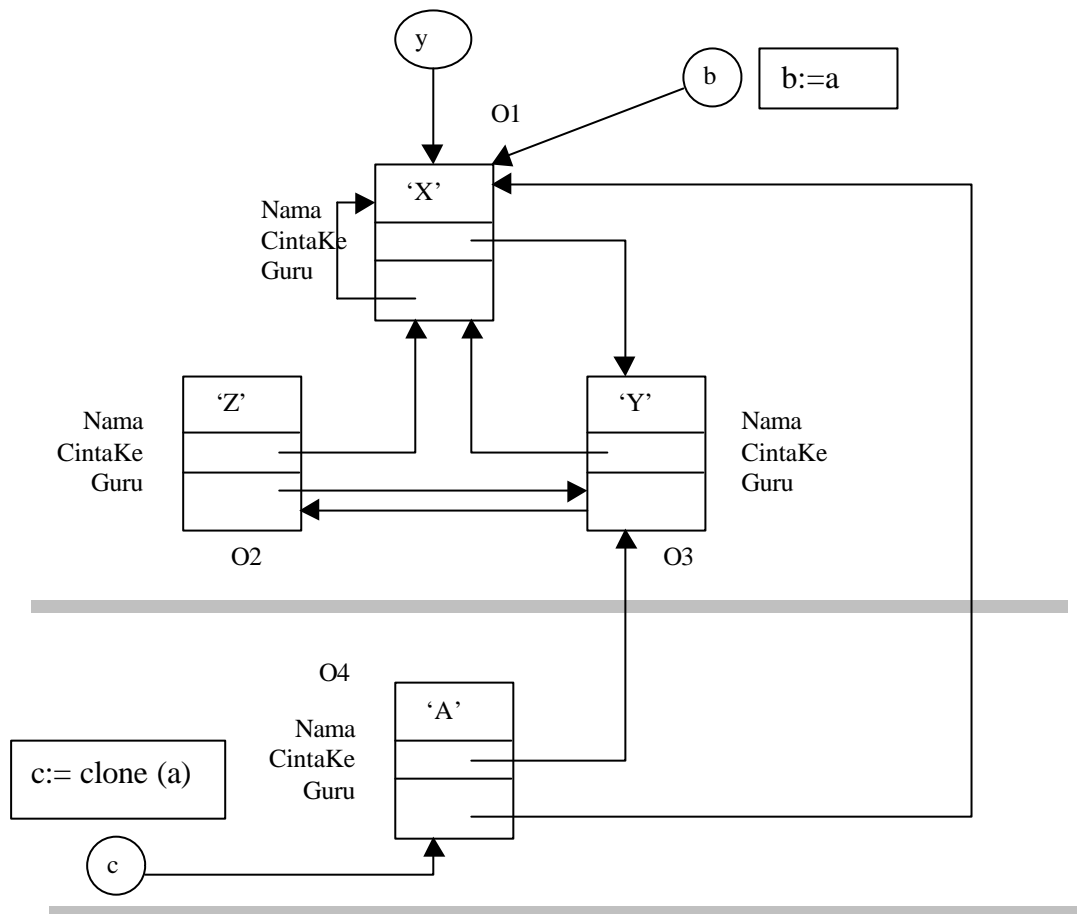 y
b
b:=a
O1
‘X’
Nama
CintaKe
Guru
‘Z’
Nama
CintaKe
Guru
O2
‘Y’
Nama
CintaKe
Guru
O3
O4
‘A’
Nama
CintaKe
Guru
c:= clone (a)
c